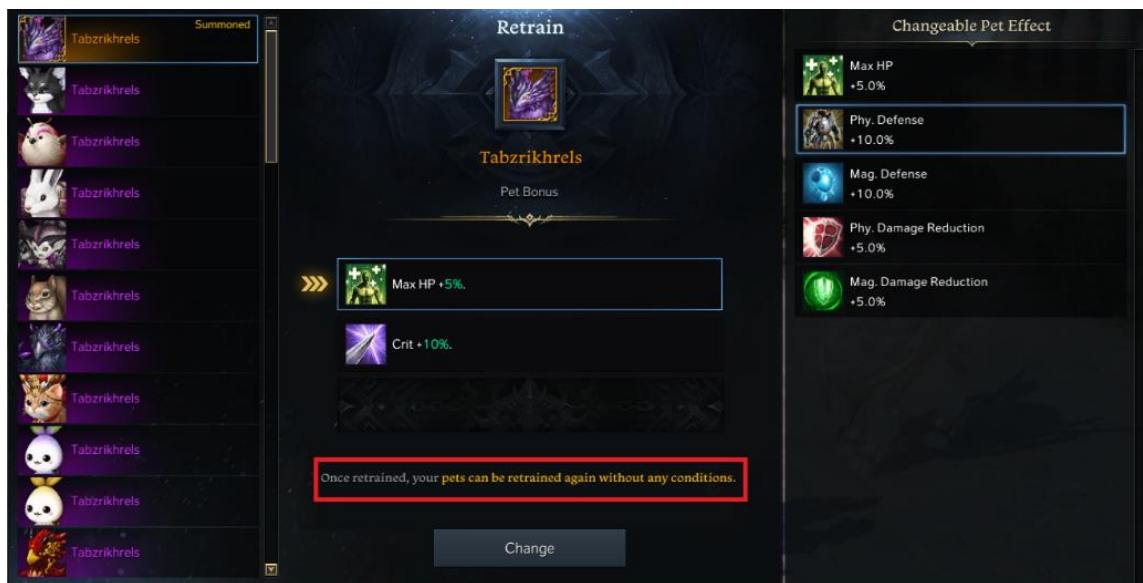 Summoned
Tabzrikhrels
Tabzrikhrels
Tabzrikhrels
Tabzrikhrels
Tabzrikhrels
Tabzrikhrels
Tabzrikhrels
Tabzrikhrels
Tabzrikhrels
Tabzrikhrels
Tabzrikhrels
Retrain
Tabzrikhrels
Pet Bonus
Max HP +5%.
Crit +10%.
Once retrained, your pets can be retrained again without any conditions.
Change
Changeable Pet Effect
Max HP
+5.0%
Phy. Defense
+10.0%
Mag. Defense
+10.0%
Phy. Damage Reduction
+5.0%
Mag. Damage Reduction
+5.0%